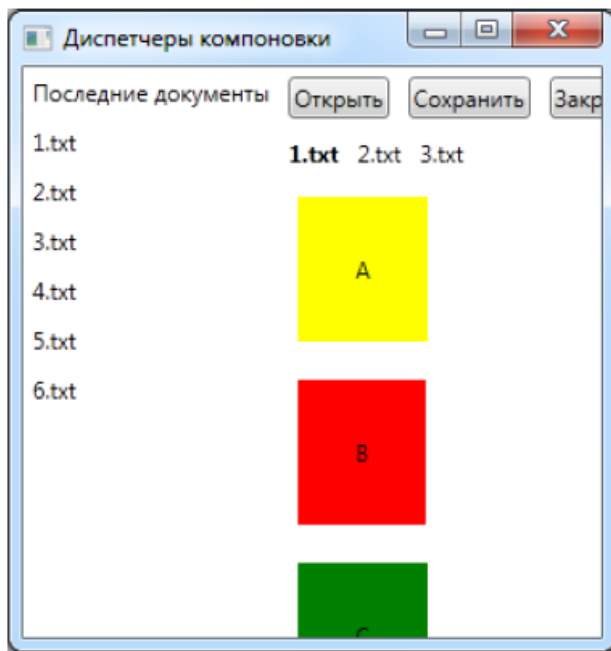 Диспетчеры компоновки
Последние документы
1.txt
2.txt
3.txt
4.txt
5.txt
6.txt
Открыть Сохранить Закр
1.txt 2.txt 3.txt
A
B
C